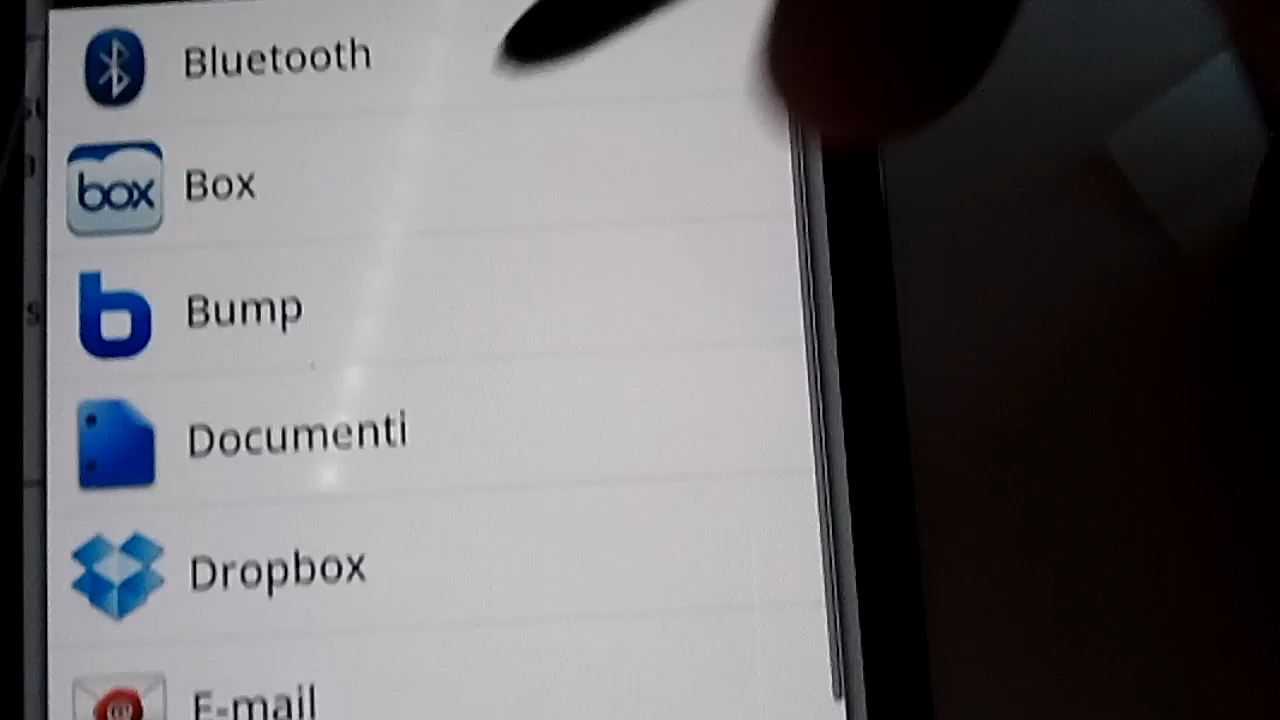 Bluetooth
box Box
Bump
Documenti
Dropbox
@ E-mail